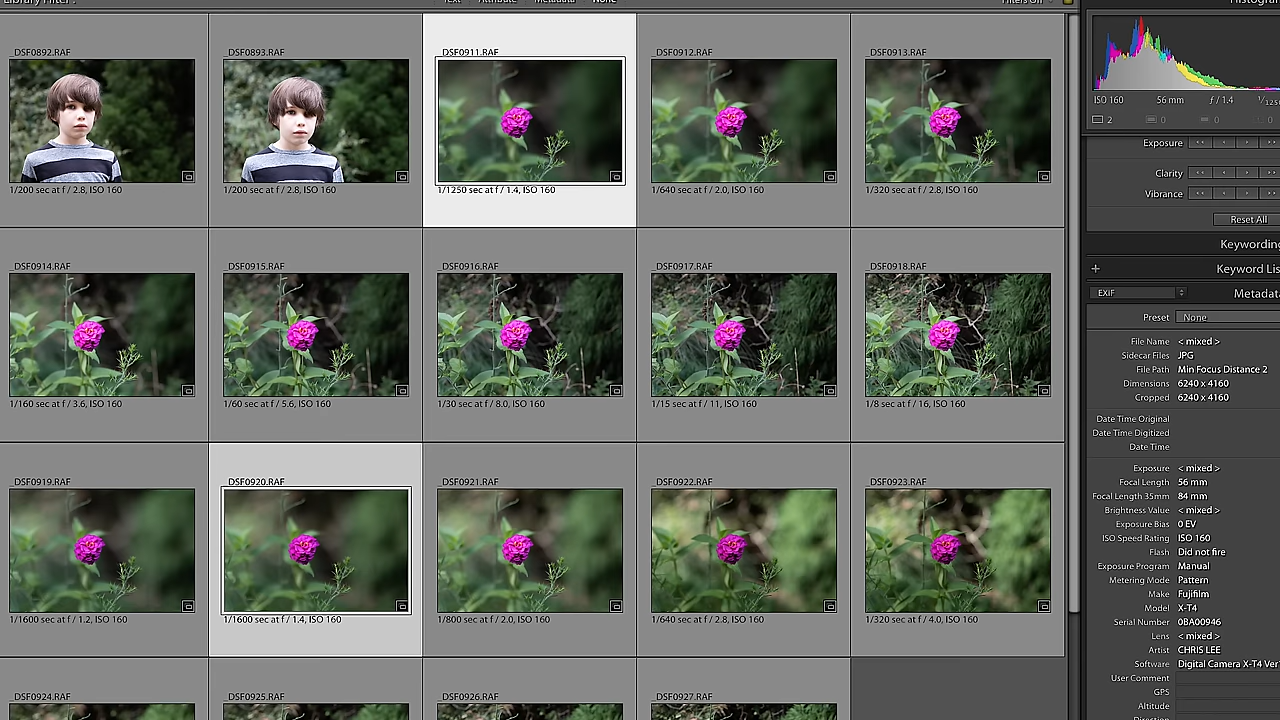 Library Filter :
Text Attribute Metadata None
Filters Off
_DSF0892.RAF
_DSF0893.RAF
_DSF0911.RAF
_DSF0912.RAF
_DSF0913.RAF
1/200 sec at f / 2.8, ISO 160
1/200 sec at f / 2.8, ISO 160
1/1250 sec at f / 1.4, ISO 160
1/640 sec at f / 2.0, ISO 160
1/320 sec at f / 2.8, ISO 160
_DSF0914.RAF
_DSF0915.RAF
_DSF0916.RAF
_DSF0917.RAF
_DSF0918.RAF
1/160 sec at f / 3.6, ISO 160
1/60 sec at f / 5.6, ISO 160
1/30 sec at f / 8.0, ISO 160
1/15 sec at f / 11, ISO 160
1/8 sec at f / 16, ISO 160
_DSF0919.RAF
_DSF0920.RAF
_DSF0921.RAF
_DSF0922.RAF
_DSF0923.RAF
1/1600 sec at f / 1.2, ISO 160
1/1600 sec at f / 1.4, ISO 160
1/800 sec at f / 2.0, ISO 160
1/640 sec at f / 2.8, ISO 160
1/320 sec at f / 4.0, ISO 160
_DSF0924.RAF
_DSF0925.RAF
_DSF0926.RAF
_DSF0927.RAF
Histogra
ISO 160 56 mm f / 1.4 1/125
2 0 0 0
Exposure
Clarity
Vibrance
Reset All
Keywording
+ Keyword Lis
EXIF Metada
Preset None
File Name < mixed >
Sidecar Files JPG
File Path Min Focus Distance 2
Dimensions 6240 x 4160
Cropped 6240 x 4160
Date Time Original
Date Time Digitized
Date Time
Exposure < mixed >
Focal Length 56 mm
Focal Length 35mm 84 mm
Brightness Value < mixed >
Exposure Bias 0 EV
ISO Speed Rating ISO 160
Flash Did not fire
Exposure Program Manual
Metering Mode Pattern
Make Fujifilm
Model X-T4
Serial Number 0BA00946
Lens < mixed >
Artist CHRIS LEE
Software Digital Camera X-T4 Ver
User Comment
GPS
Altitude
Direction